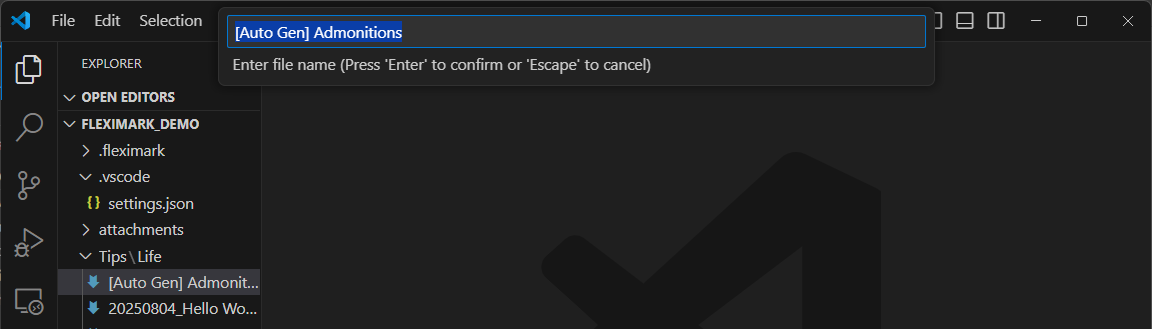 File Edit Selection
[Auto Gen] Admonitions
Enter file name (Press 'Enter' to confirm or 'Escape' to cancel)
EXPLORER
OPEN EDITORS
FLEXIMARK_DEMO
.fleximark
.vscode
{} settings.json
attachments
Tips\Life
[Auto Gen] Admonit...
20250804_Hello Wo...